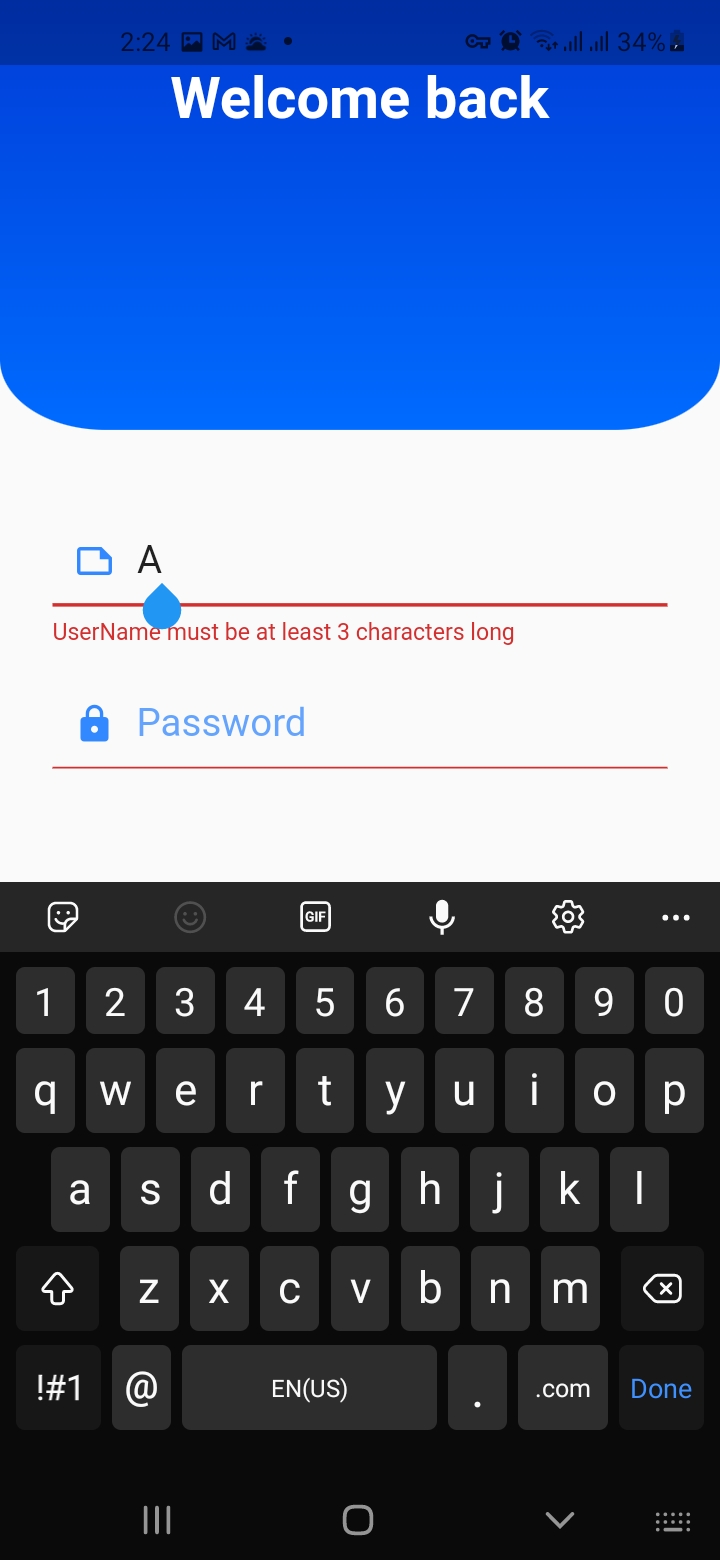 2:24 34%
Welcome back
A
UserName must be at least 3 characters long
Password
GIF
1 2 3 4 5 6 7 8 9 0
q w e r t y u i o p
a s d f g h j k l
z x c v b n m
!#1 @ EN(US) . .com Done